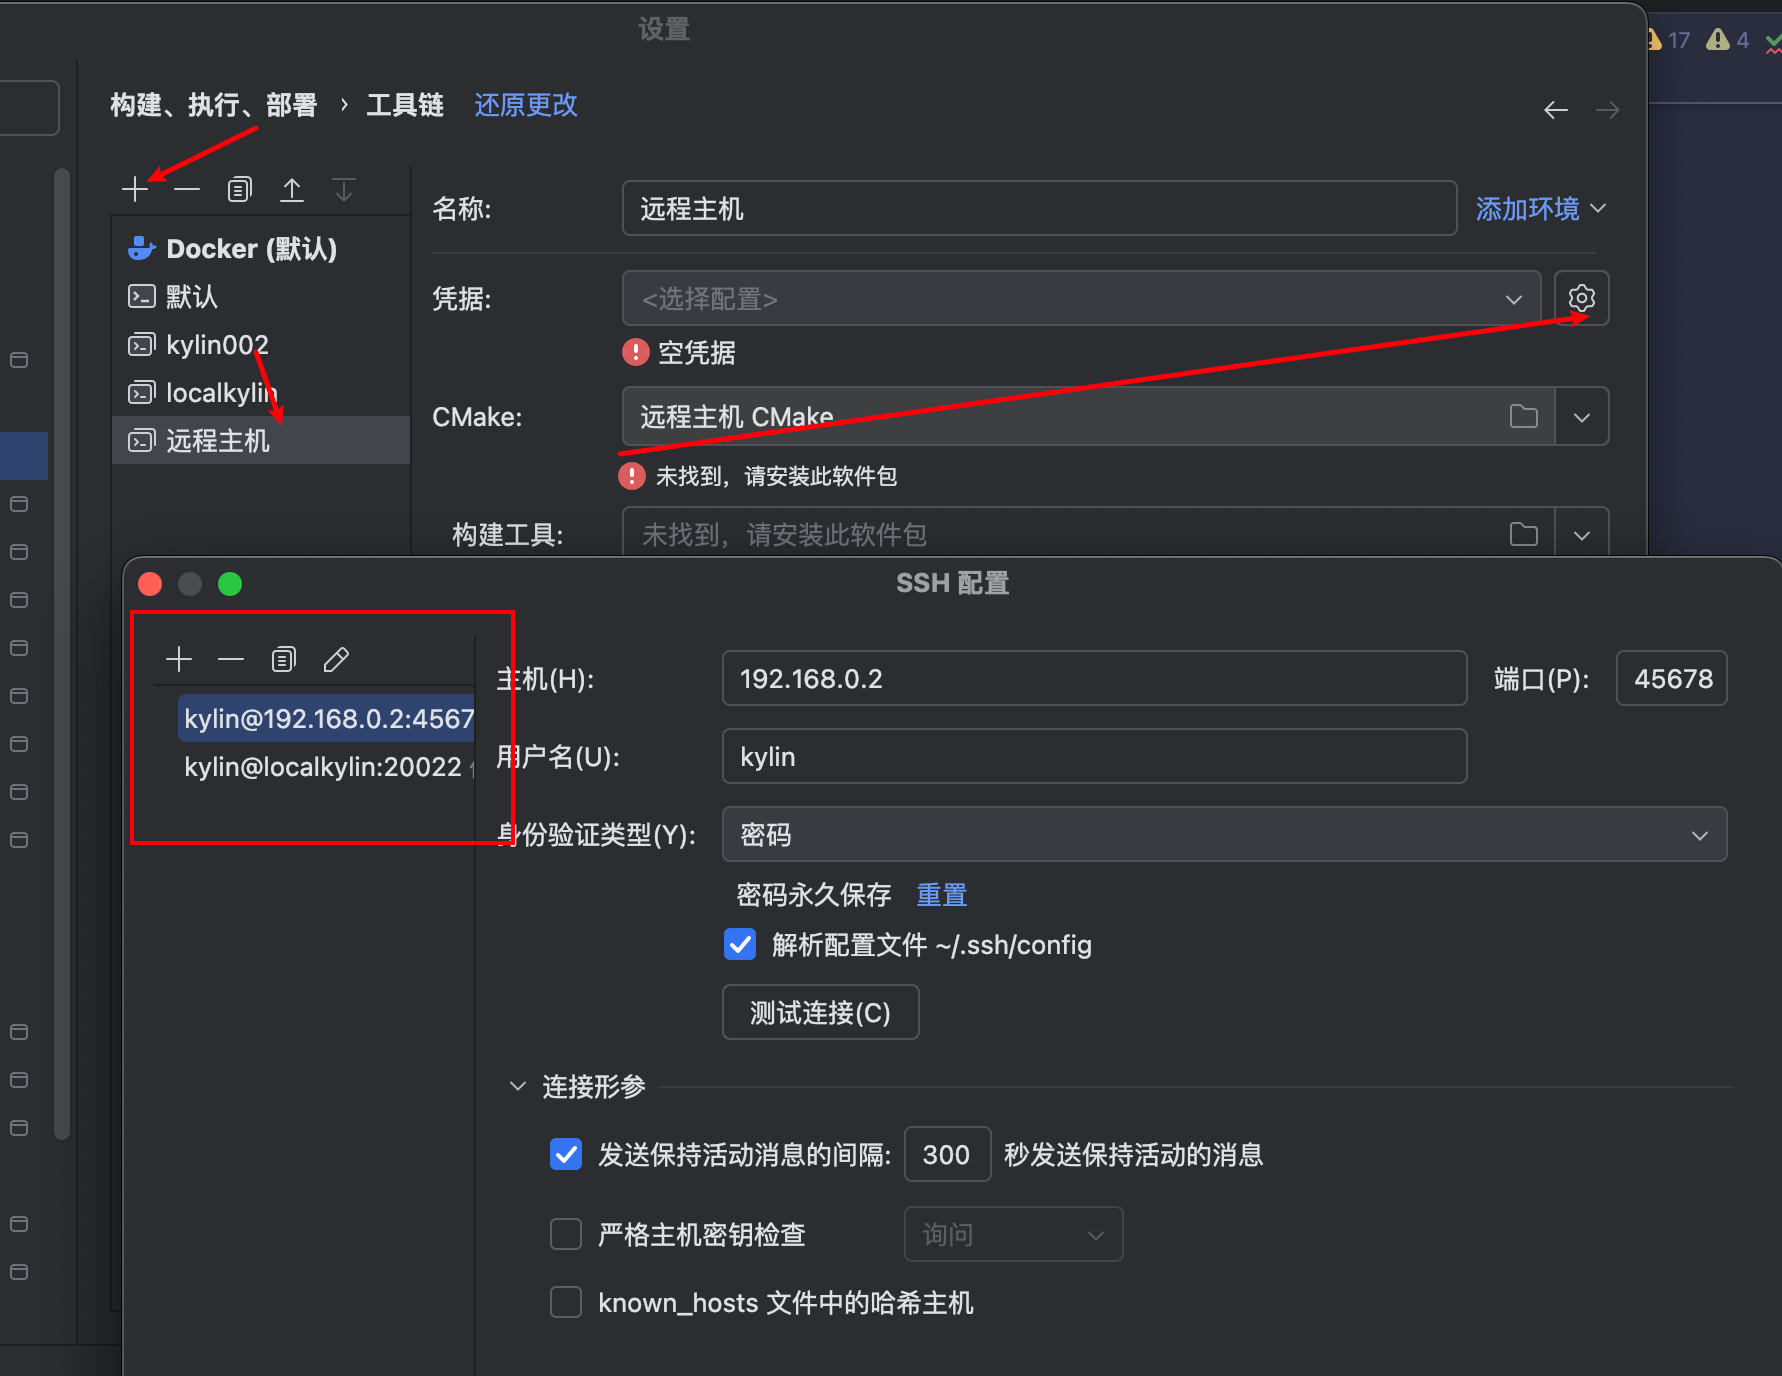 设置
17 4
构建、执行、部署 › 工具链 还原更改
Docker (默认)
默认
kylin002
localkylin
远程主机
名称: 远程主机 添加环境
凭据: <选择配置>
空凭据
CMake: 远程主机 CMake
未找到，请安装此软件包
构建工具: 未找到，请安装此软件包
SSH 配置
kylin@192.168.0.2:4567
kylin@localkylin:20022
主机(H): 192.168.0.2 端口(P): 45678
用户名(U): kylin
身份验证类型(Y): 密码
密码永久保存 重置
解析配置文件 ~/.ssh/config
测试连接(C)
连接形参
发送保持活动消息的间隔: 300 秒发送保持活动的消息
严格主机密钥检查 询问
known_hosts 文件中的哈希主机